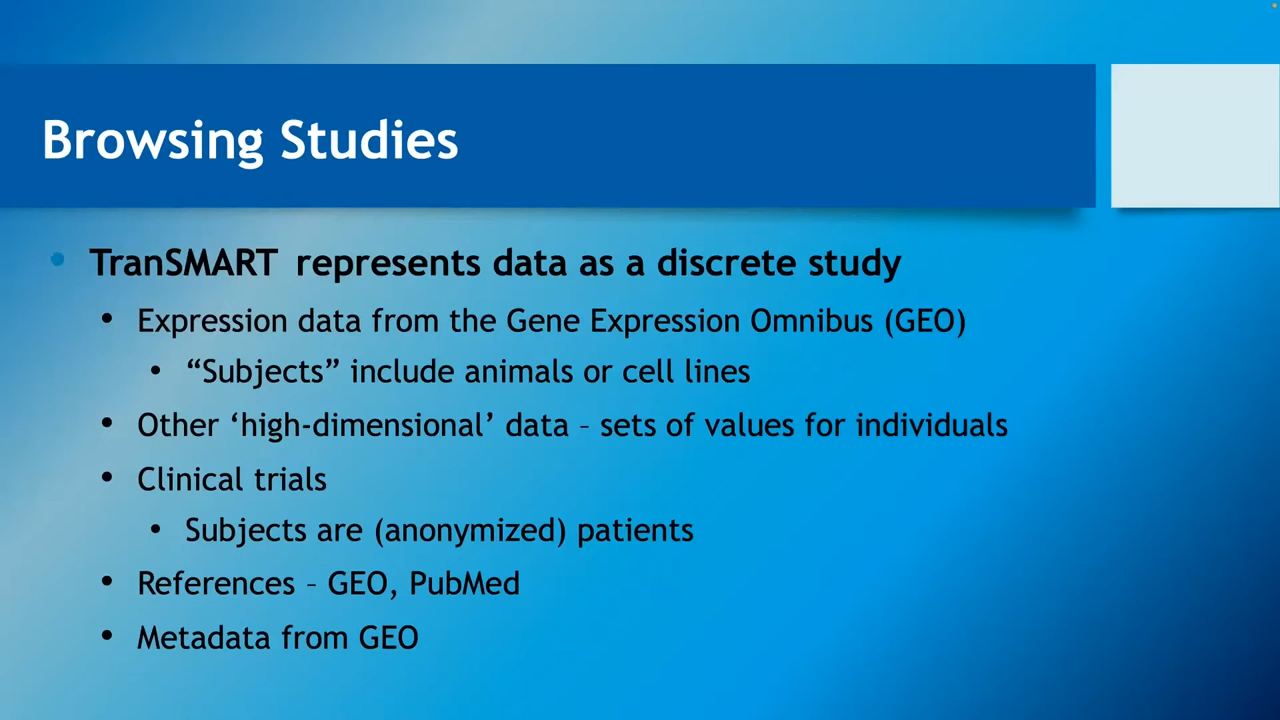 Browsing Studies
• TranSMART represents data as a discrete study
• Expression data from the Gene Expression Omnibus (GEO)
• “Subjects” include animals or cell lines
• Other ‘high-dimensional’ data – sets of values for individuals
• Clinical trials
• Subjects are (anonymized) patients
• References – GEO, PubMed
• Metadata from GEO